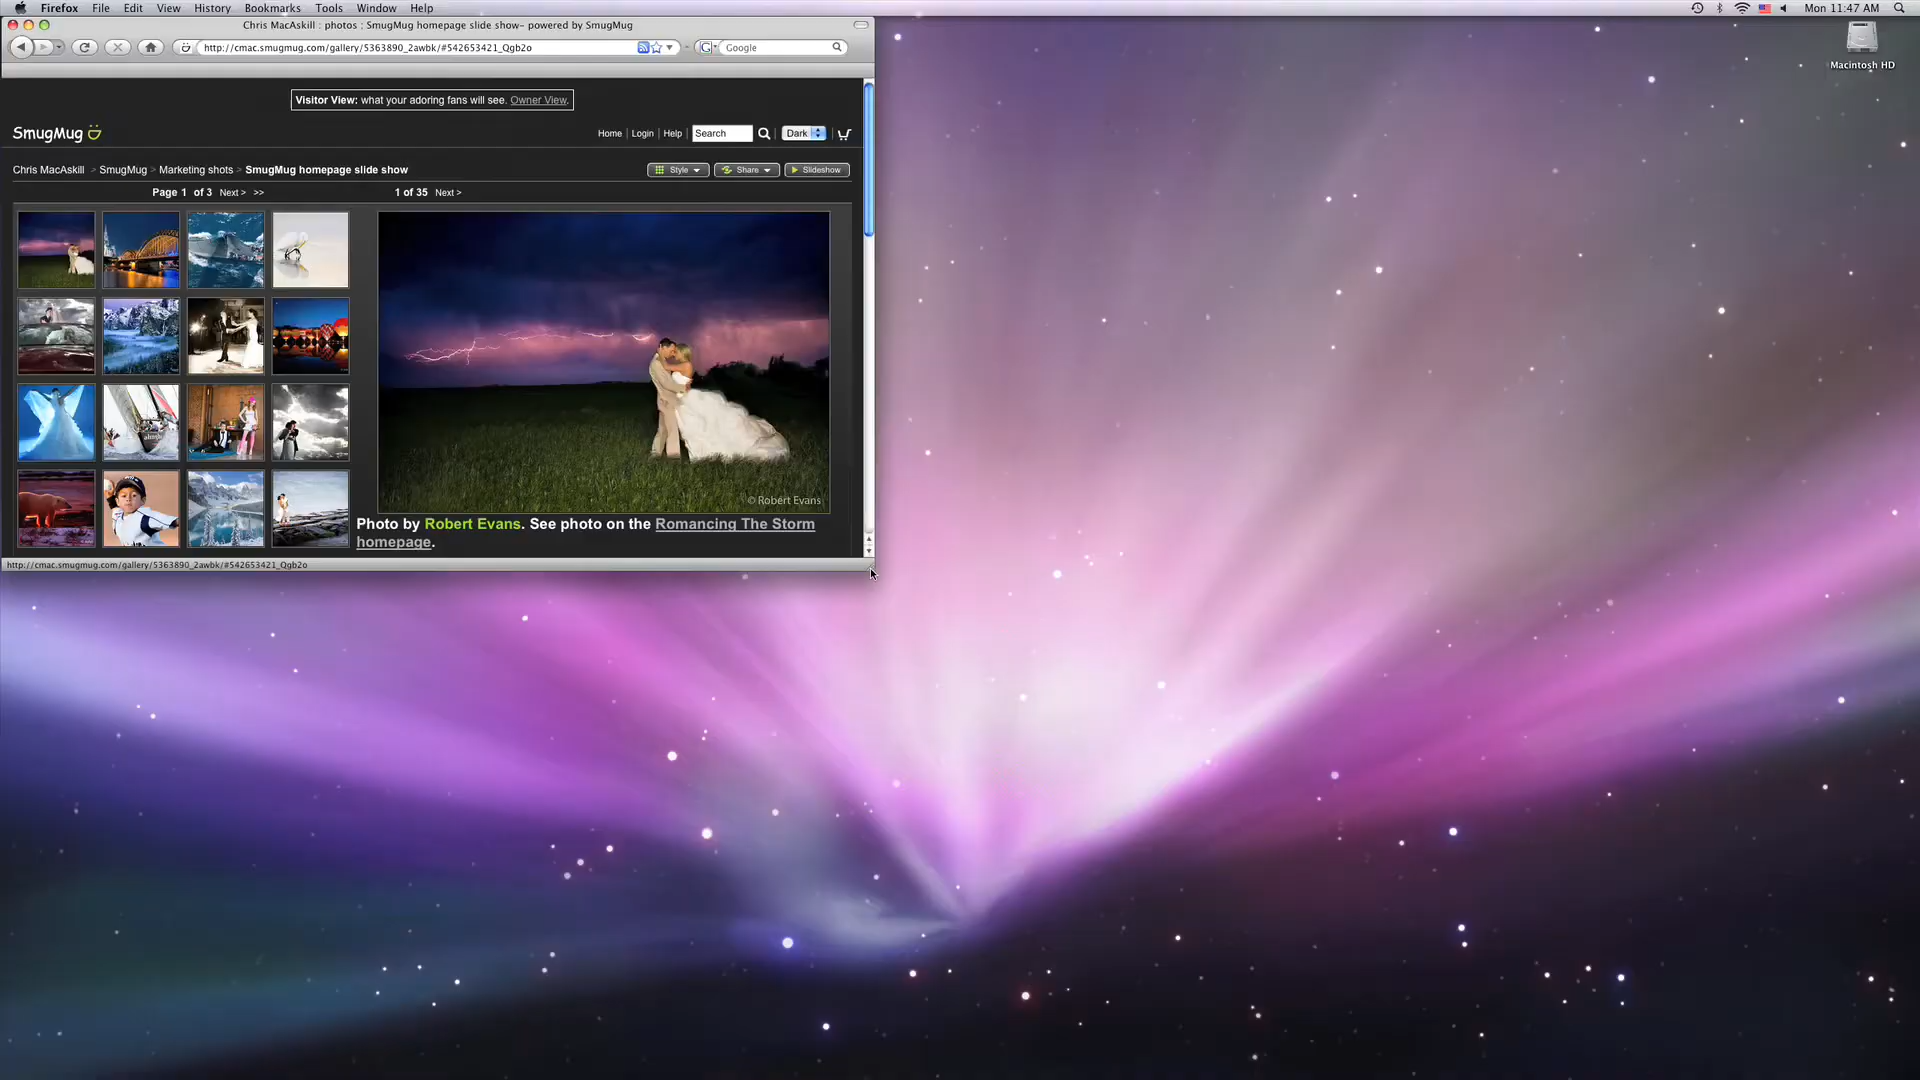 Firefox File Edit View History Bookmarks Tools Window Help Mon 11:47 AM
Chris MacAskill : photos : SmugMug homepage slide show- powered by SmugMug
http://cmac.smugmug.com/gallery/5363890_2awbk/#542653421_Qgb2o Google
Macintosh HD
Visitor View: what your adoring fans will see. Owner View.
SmugMug Home | Login | Help | Search | Dark |
Chris MacAskill > SmugMug > Marketing shots > SmugMug homepage slide show Style Share Slideshow
Page 1 of 3 Next > >> 1 of 35 Next >
© Robert Evans
Photo by Robert Evans. See photo on the Romancing The Storm
homepage.
http://cmac.smugmug.com/gallery/5363890_2awbk/#542653421_Qgb2o